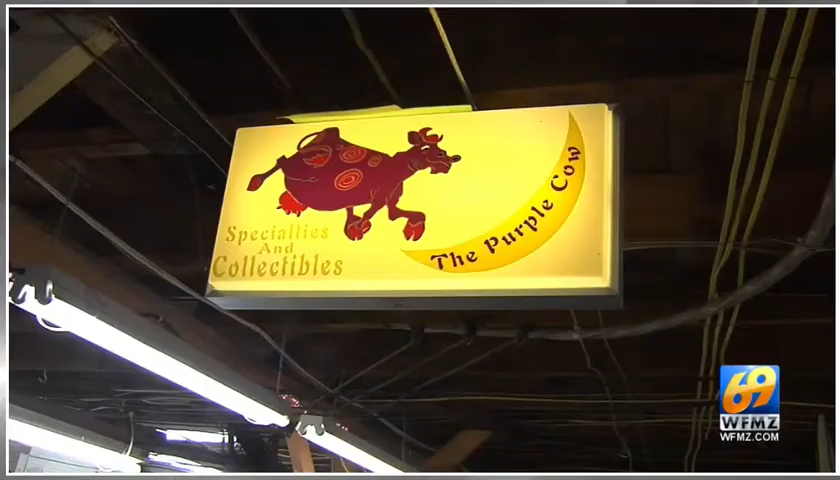 Specialties
And
Collectibles
The Purple Cow
69
WFMZ
WFMZ.COM